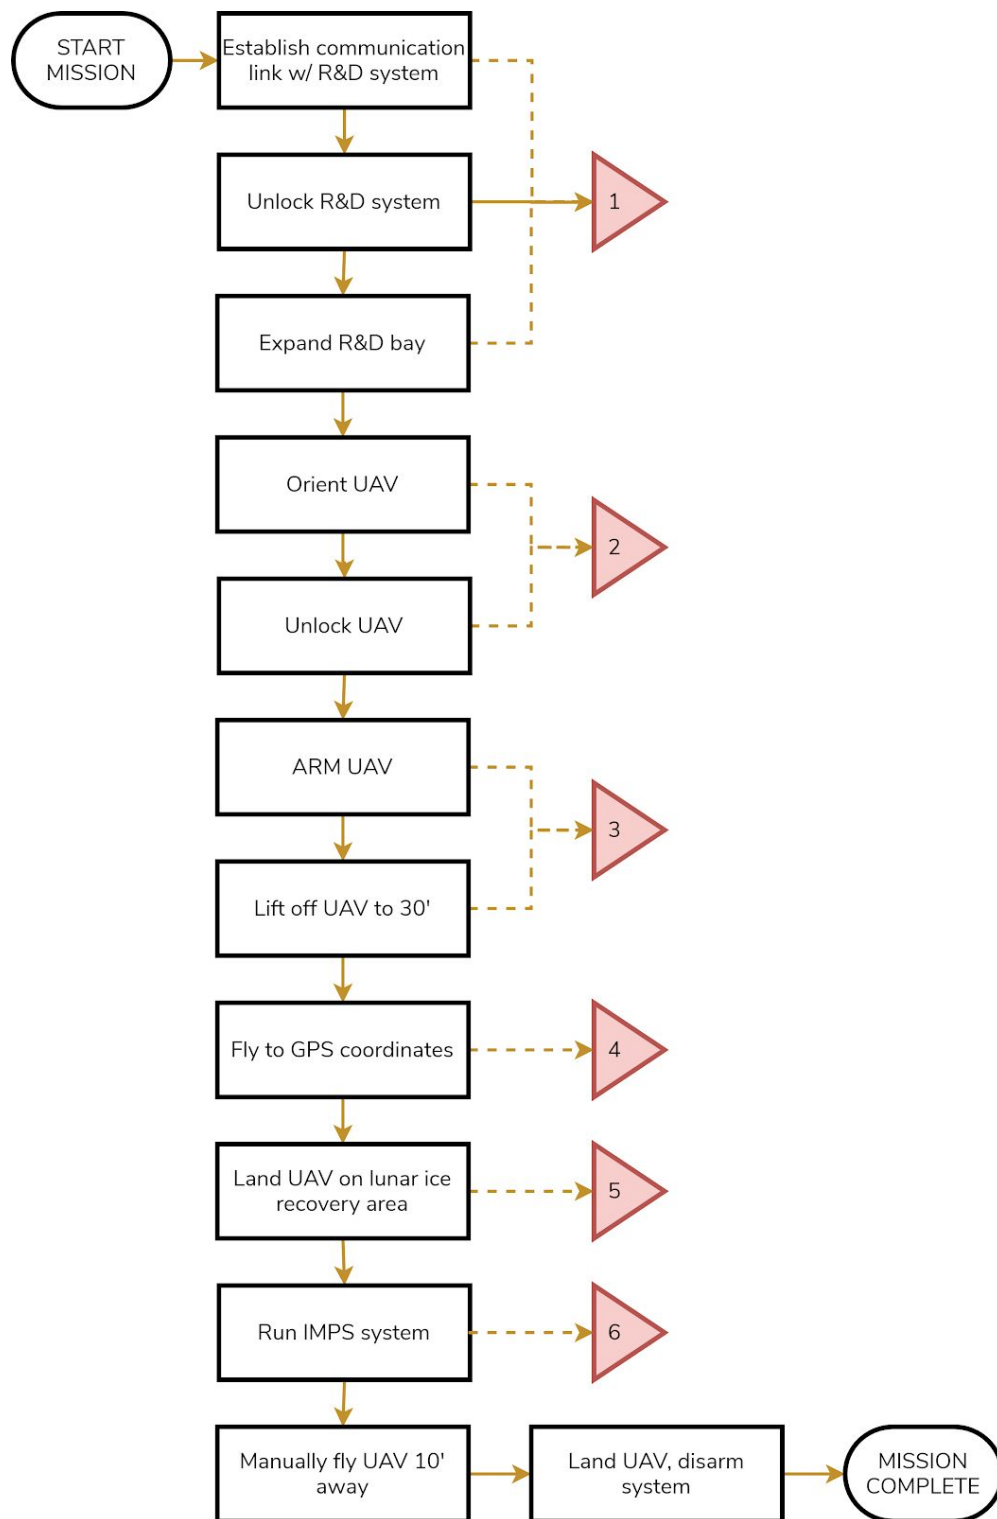 START
MISSION
Establish communication
link w/ R&D system
Unlock R&D system
1
Expand R&D bay
Orient UAV
2
Unlock UAV
ARM UAV
3
Lift off UAV to 30'
Fly to GPS coordinates
4
Land UAV on lunar ice
recovery area
5
Run IMPS system
6
Manually fly UAV 10'
away
Land UAV, disarm
system
MISSION
COMPLETE